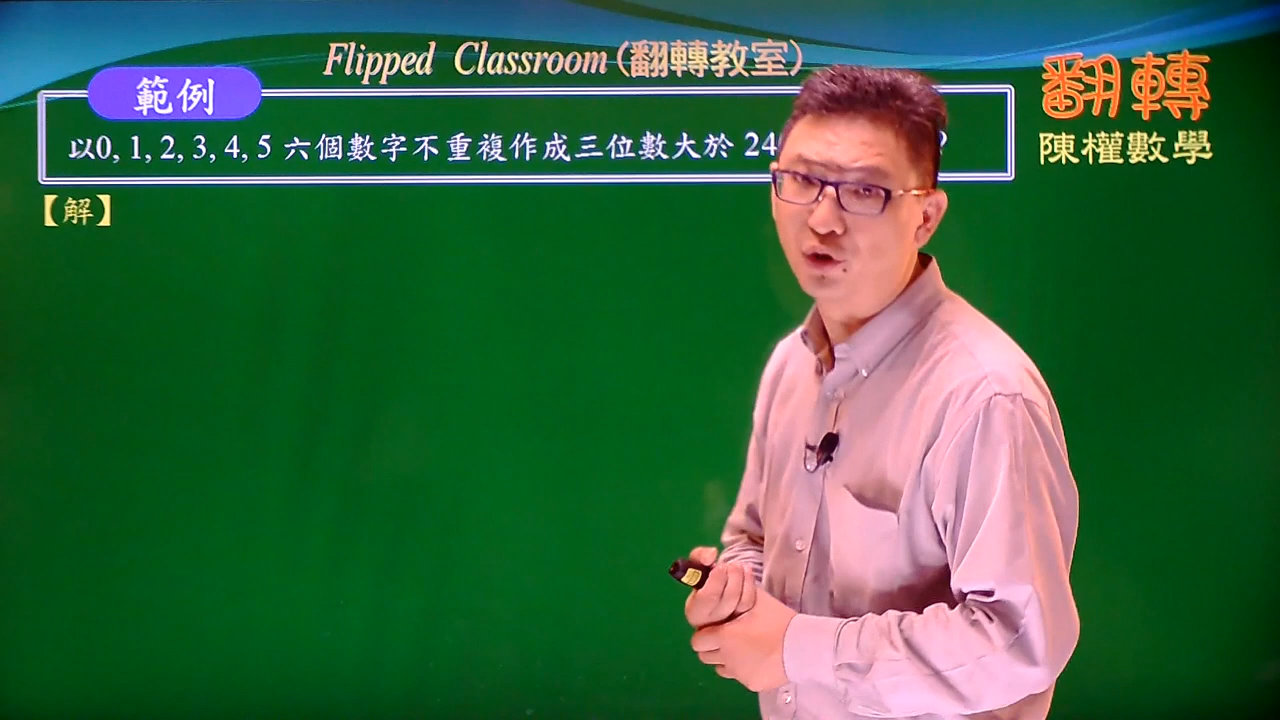 Flipped Classroom (翻轉教室)
範例
翻轉
陳權數學
以0, 1, 2, 3, 4, 5 六個數字不重複作成三位數大於 24
?
【解】